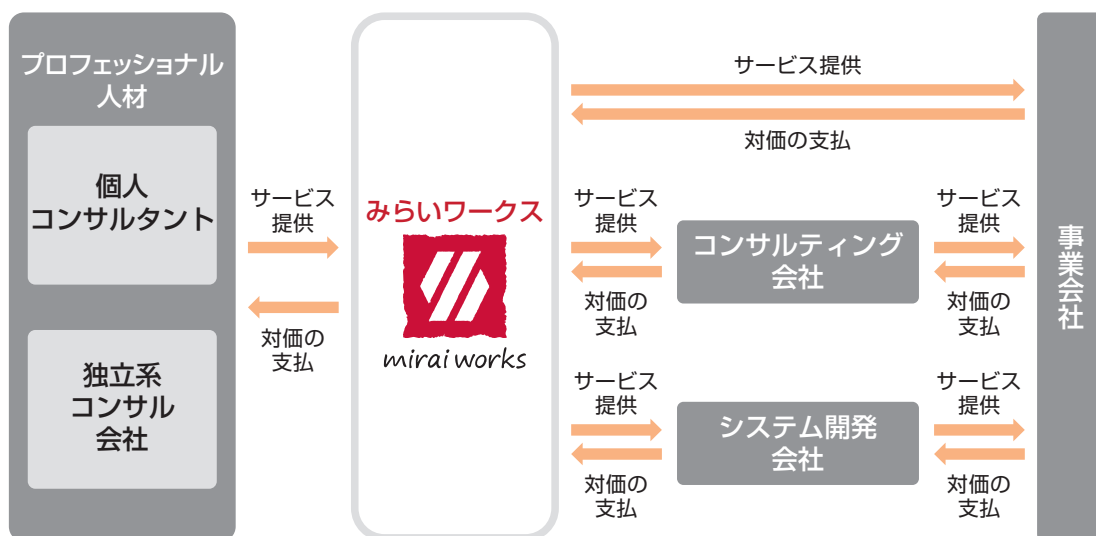 プロフェッショナル
人材
個人
コンサルタント
独立系
コンサル
会社
サービス
提供
対価の
支払
みらいワークス
mirai works
サービス提供
対価の支払
サービス
提供
対価の
支払
コンサルティング
会社
サービス
提供
対価の
支払
サービス
提供
対価の
支払
システム開発
会社
サービス
提供
対価の
支払
事業会社